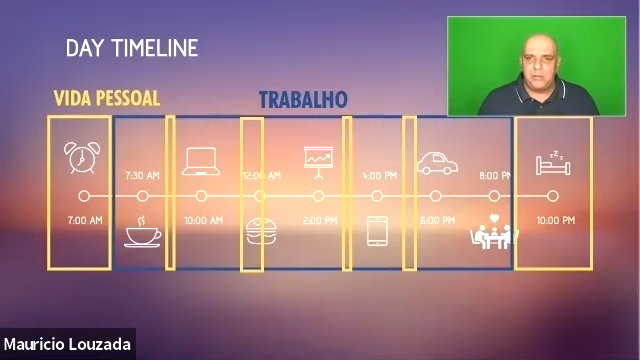 DAY TIMELINE
VIDA PESSOAL
TRABALHO
7:30 AM
12:00 AM
4:00 PM
8:00 PM
7:00 AM
10:00 AM
2:00 PM
6:00 PM
10:00 PM
Mauricio Louzada